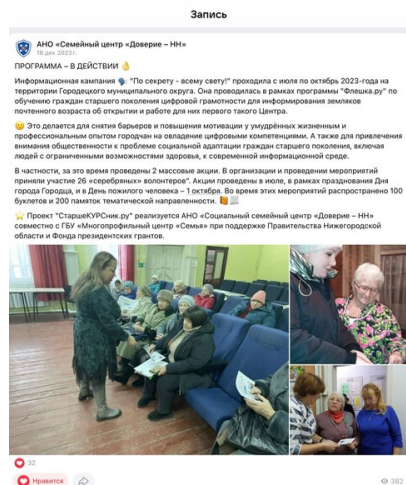 Запись
АНО «Семейный центр «Доверие – НН»
18 дек 2023 г.
ПРОГРАММА – В ДЕЙСТВИИ 👌
Информационная кампания 🗣 "По секрету - всему свету!" проходила с июля по октябрь 2023-года на
территории Городецкого муниципального округа. Она проводилась в рамках программы "Флешка.ру" по
обучению граждан старшего поколения цифровой грамотности для информирования земляков
почтенного возраста об открытии и работе для них первого такого Центра.
😊 Это делается для снятия барьеров и повышения мотивации у умудрённых жизненным и
профессиональным опытом горожан на овладение цифровыми компетенциями. А также для привлечения
внимания общественности к проблеме социальной адаптации граждан старшего поколения, включая
людей с ограниченными возможностями здоровья, к современной информационной среде.
В частности, за это время проведены 2 массовые акции. В организации и проведении мероприятий
приняли участие 26 «серебряных» волонтеров". Акции проведены в июле, в рамках празднования Дня
города Городца, и в День пожилого человека – 1 октября. Во время этих мероприятий распространено 100
буклетов и 200 памяток тематической направленности.
⭐ Проект "СтаршеКУРСник.ру" реализуется АНО «Социальный семейный центр «Доверие – НН»
совместно с ГБУ «Многопрофильный центр «Семья» при поддержке Правительства Нижегородской
области и Фонда президентских грантов.
32
Нравится
382